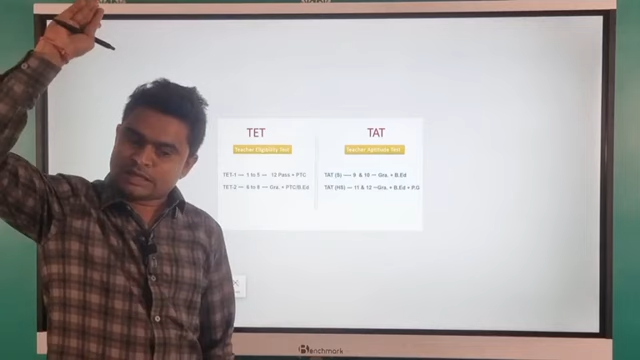 TET
Teacher Eligibility Test
TET-1 — 1 to 5 — 12 Pass + PTC
TET-2 — 6 to 8 — Gra. + PTC/B.Ed
TAT
Teacher Aptitude Test
TAT (S) — 9 & 10 — Gra. + B.Ed
TAT (HS) — 11 & 12 —Gra. + B.Ed + P.G
Benchmark